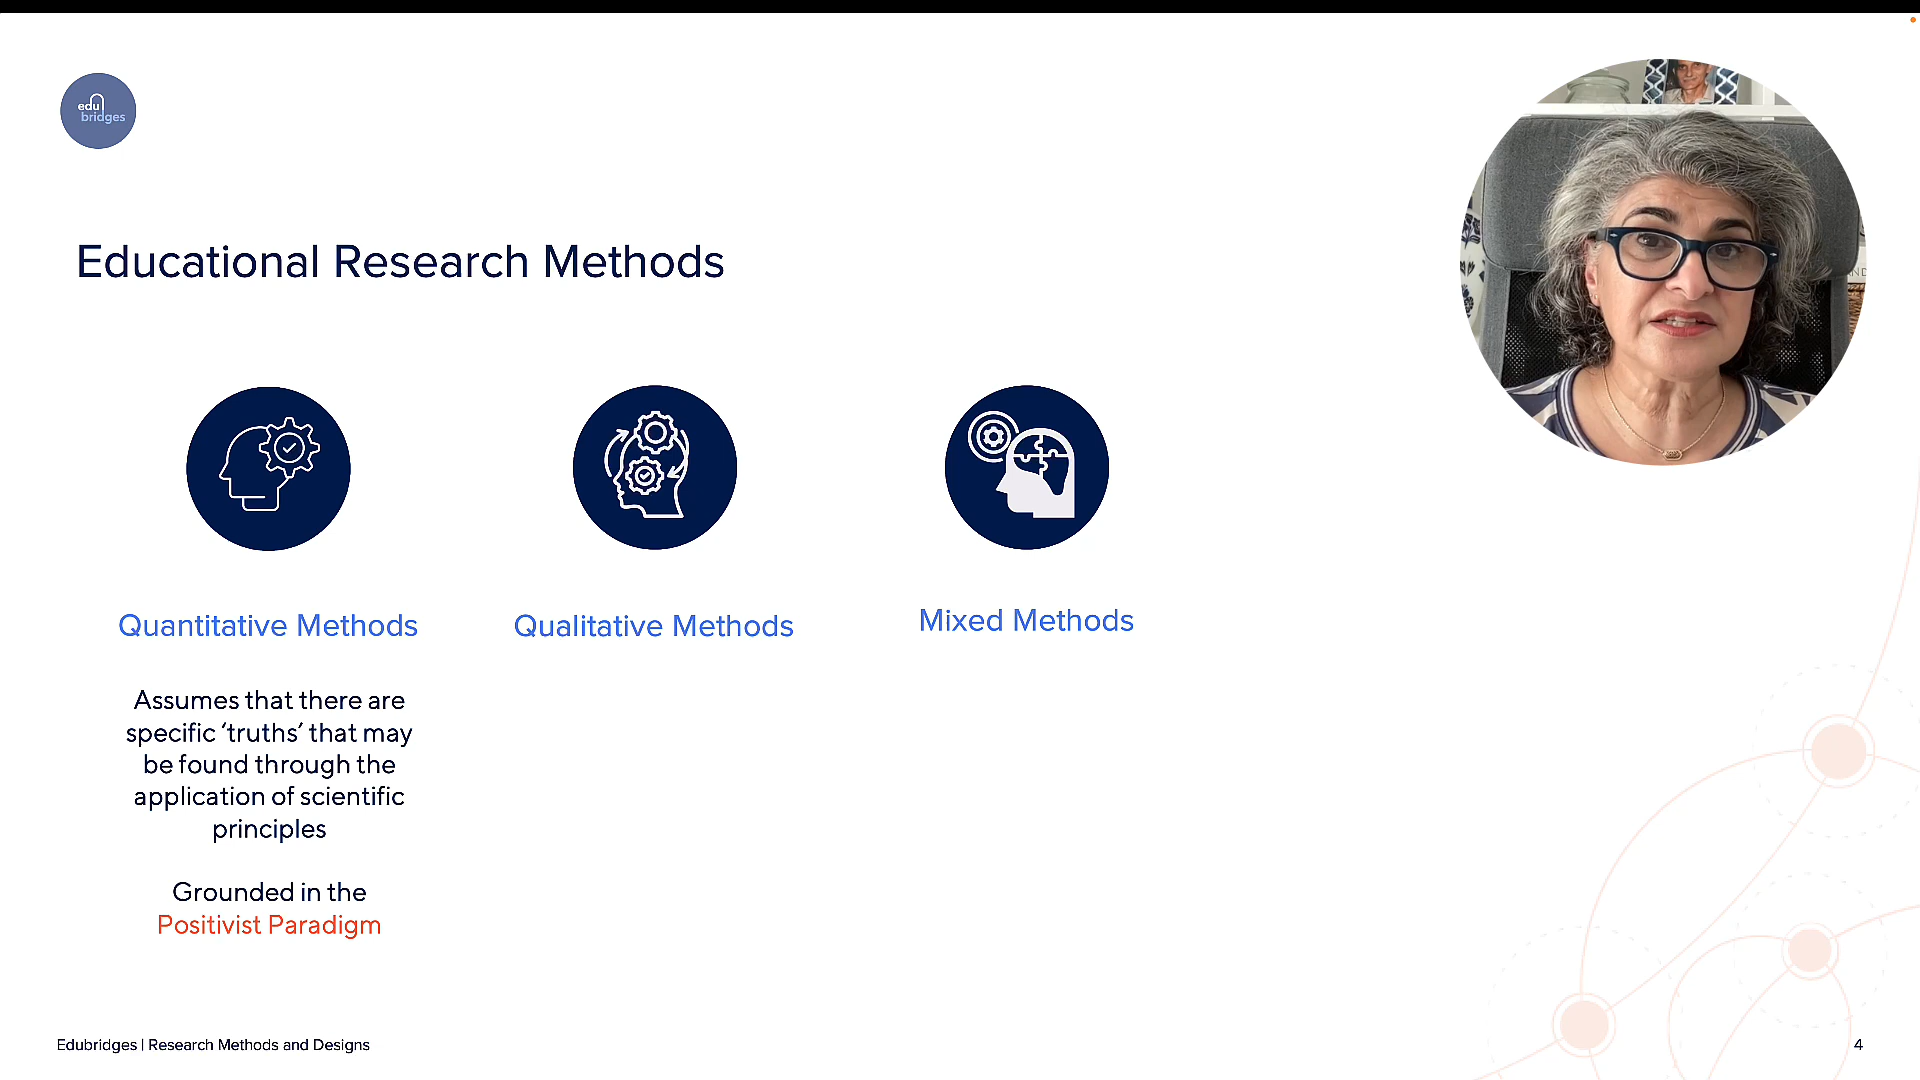 edu
bridges
Educational Research Methods
Quantitative Methods
Qualitative Methods
Mixed Methods
Assumes that there are
specific ‘truths’ that may
be found through the
application of scientific
principles
Grounded in the
Positivist Paradigm
Edubridges | Research Methods and Designs
4